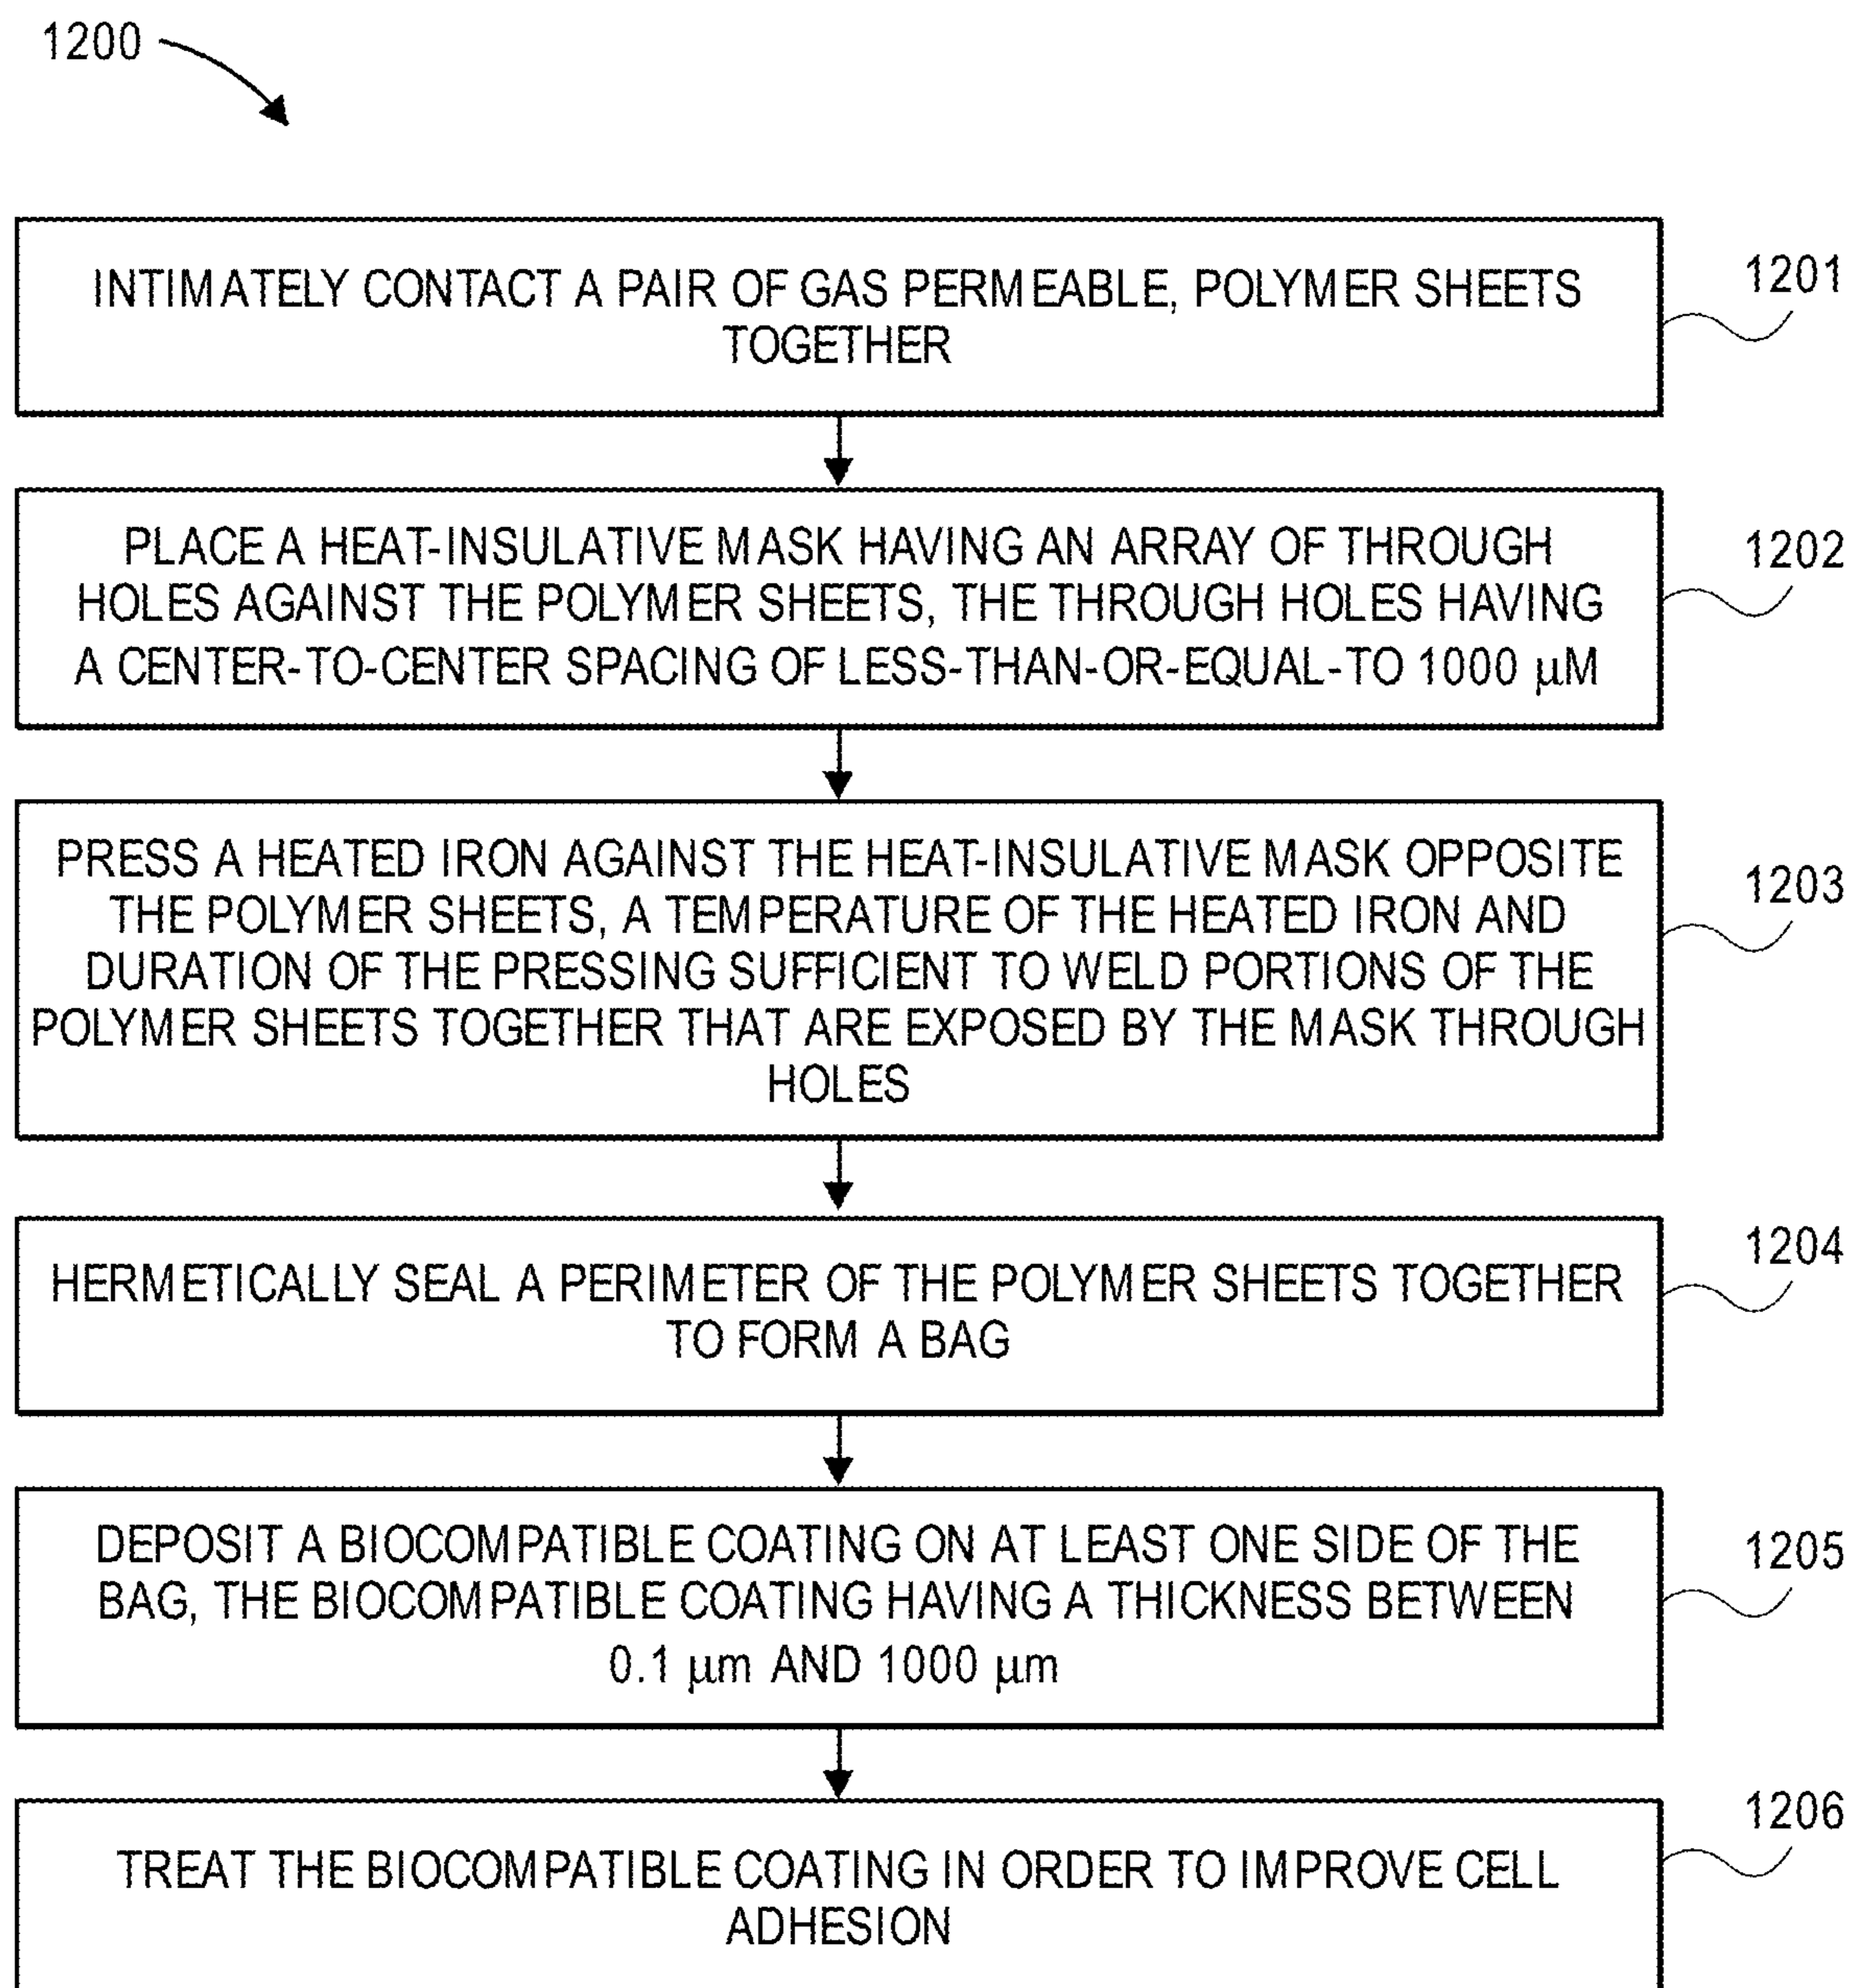 1200
INTIMATELY CONTACT A PAIR OF GAS PERMEABLE, POLYMER SHEETS
TOGETHER
1201
PLACE A HEAT-INSULATIVE MASK HAVING AN ARRAY OF THROUGH
HOLES AGAINST THE POLYMER SHEETS, THE THROUGH HOLES HAVING
A CENTER-TO-CENTER SPACING OF LESS-THAN-OR-EQUAL-TO 1000 μM
1202
PRESS A HEATED IRON AGAINST THE HEAT-INSULATIVE MASK OPPOSITE
THE POLYMER SHEETS, A TEMPERATURE OF THE HEATED IRON AND
DURATION OF THE PRESSING SUFFICIENT TO WELD PORTIONS OF THE
POLYMER SHEETS TOGETHER THAT ARE EXPOSED BY THE MASK THROUGH
HOLES
1203
HERMETICALLY SEAL A PERIMETER OF THE POLYMER SHEETS TOGETHER
TO FORM A BAG
1204
DEPOSIT A BIOCOMPATIBLE COATING ON AT LEAST ONE SIDE OF THE
BAG, THE BIOCOMPATIBLE COATING HAVING A THICKNESS BETWEEN
0.1 μm AND 1000 μm
1205
TREAT THE BIOCOMPATIBLE COATING IN ORDER TO IMPROVE CELL
ADHESION
1206